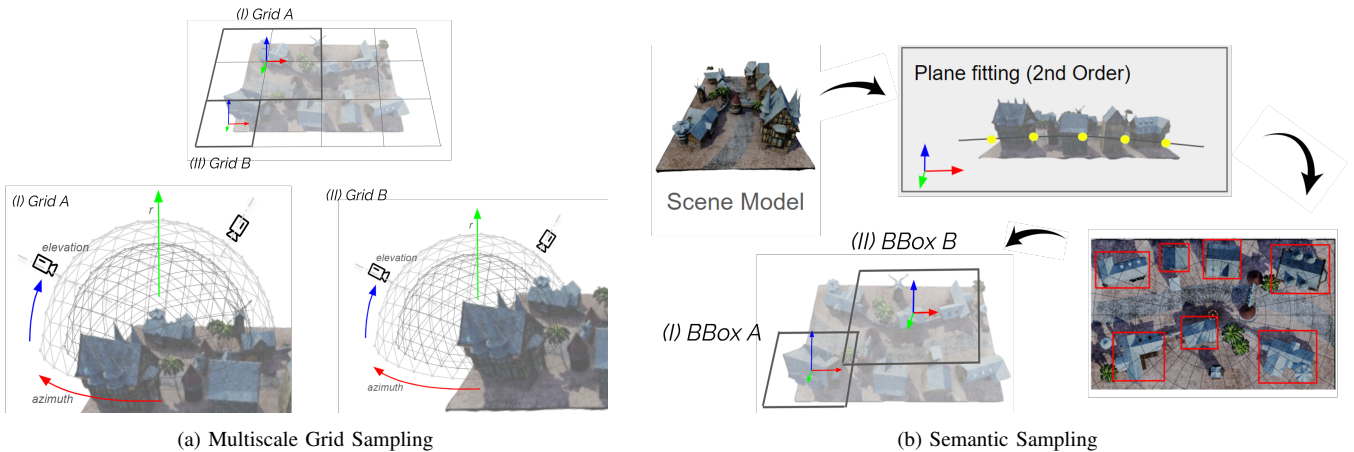 (I) Grid A
(II) Grid B
(I) Grid A
r
elevation
azimuth
(II) Grid B
r
elevation
azimuth
(a) Multiscale Grid Sampling
Scene Model
Plane fitting (2nd Order)
(II) BBox B
(I) BBox A
(b) Semantic Sampling